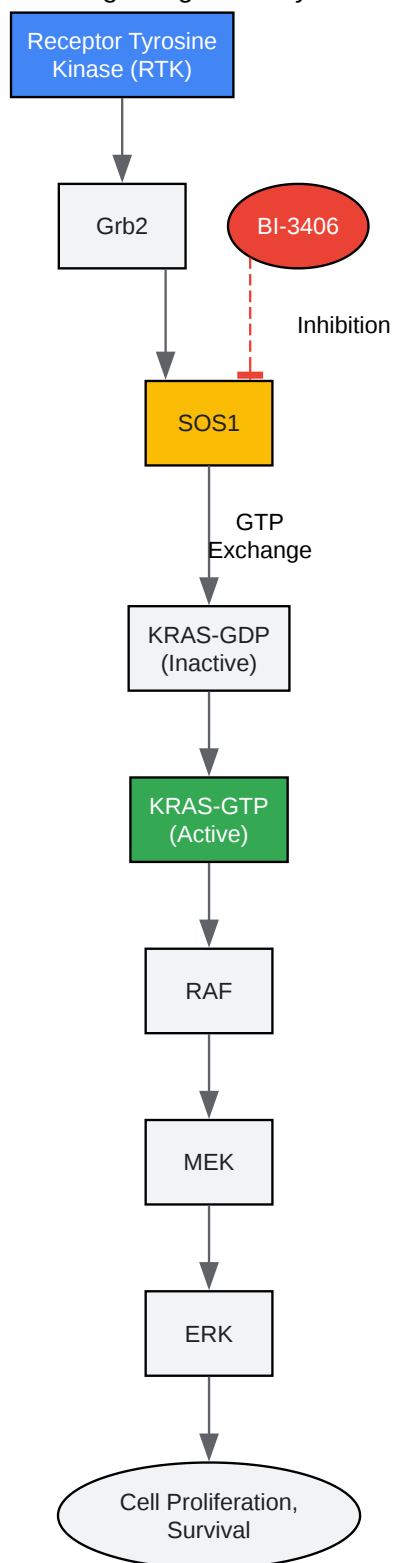 Receptor Tyrosine
Kinase (RTK)
Grb2
BI-3406
Inhibition
SOS1
GTP
Exchange
KRAS-GDP
(Inactive)
KRAS-GTP
(Active)
RAF
MEK
ERK
Cell Proliferation,
Survival